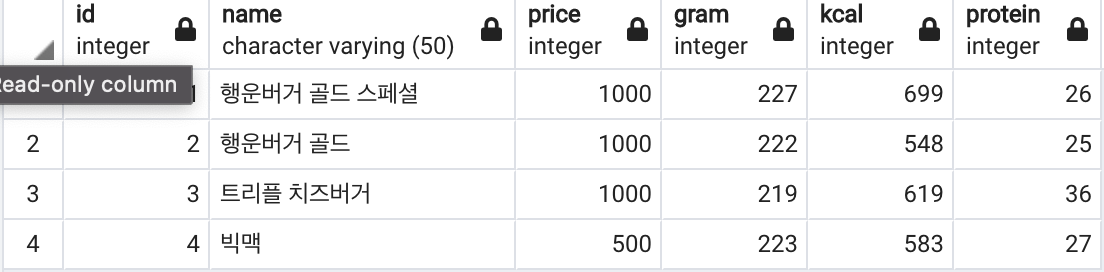 id name price gram kcal protein
integer character varying (50) integer integer integer integer
Read-only column
행운버거 골드 스페셜 1000 227 699 26
2 2 행운버거 골드 1000 222 548 25
3 3 트리플 치즈버거 1000 219 619 36
4 4 빅맥 500 223 583 27